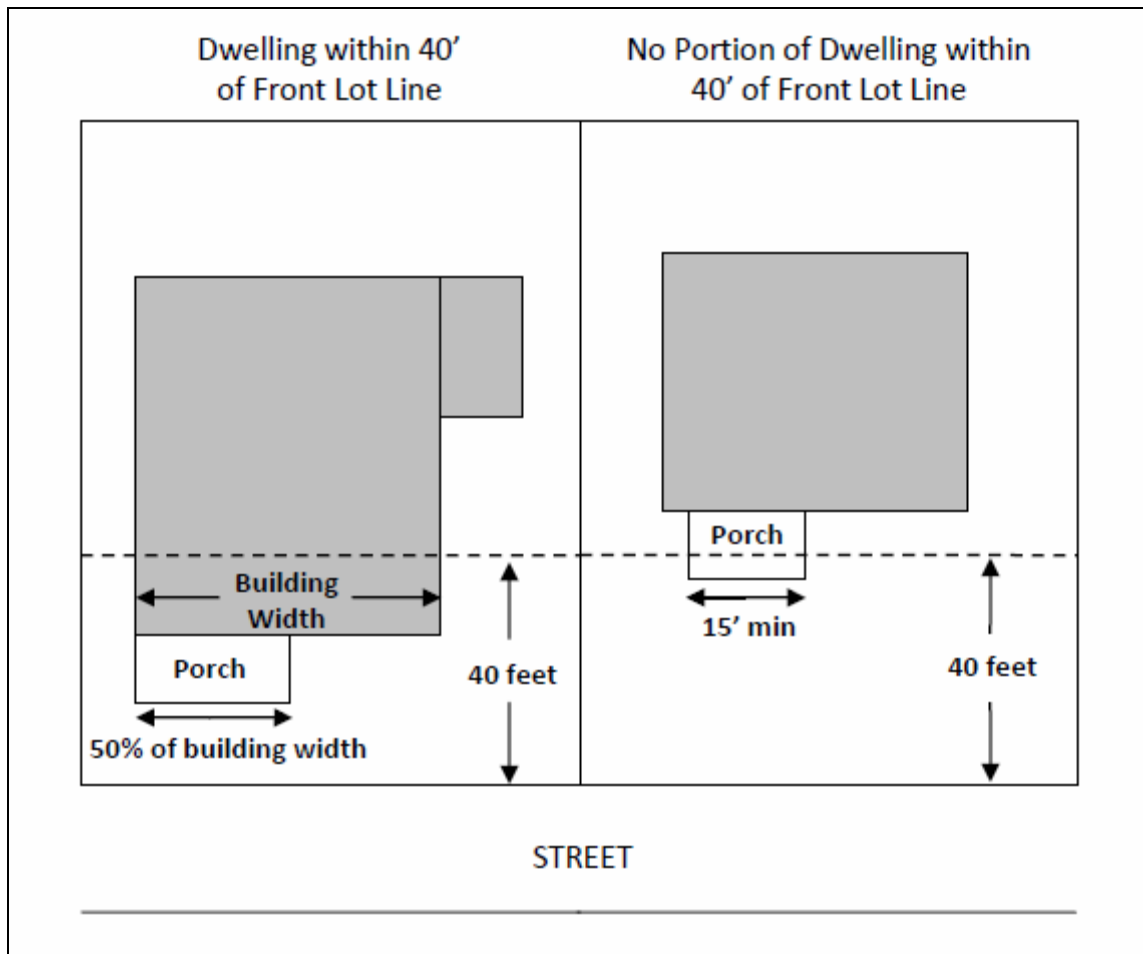 Dwelling within 40’
of Front Lot Line
No Portion of Dwelling within
40’ of Front Lot Line
Building
Width
Porch
50% of building width
40 feet
Porch
15’ min
40 feet
STREET